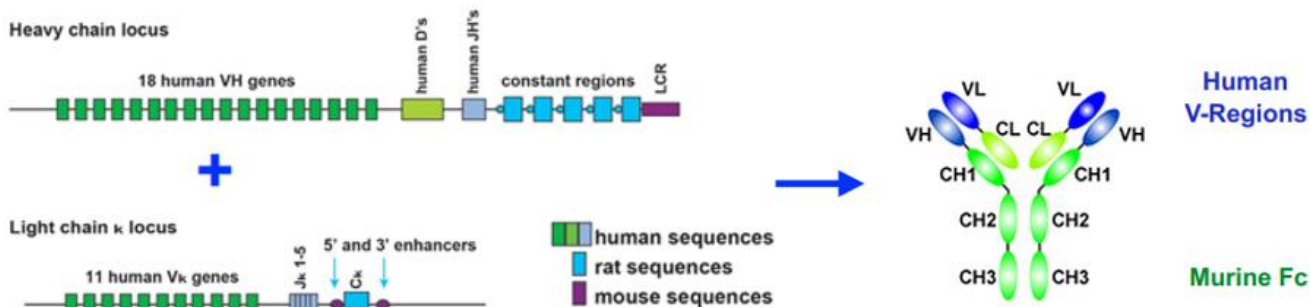 Heavy chain locus
18 human VH genes
human D's
human JH's
constant regions
LCR
+
Light chain κ locus
11 human Vκ genes
Jκ 1-5
5' and 3' enhancers
Cκ
human sequences
rat sequences
mouse sequences
VL
VL
VH
CL
CL
VH
CH1
CH1
CH2
CH2
CH3
CH3
Human
V-Regions
Murine Fc